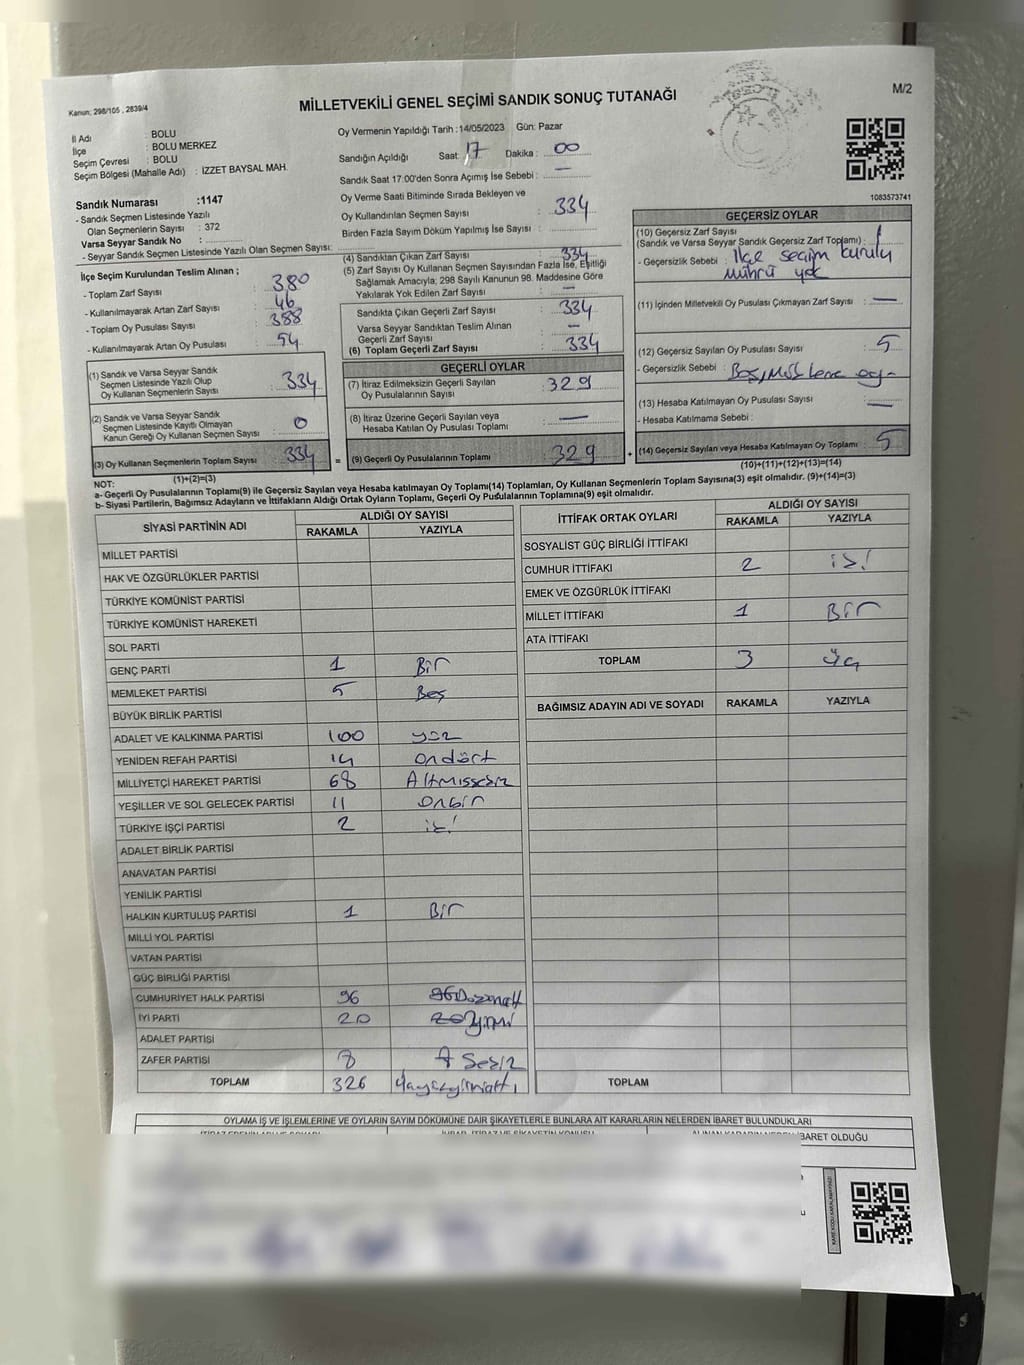 Kanun; 298/105 , 2839/4
MİLLETVEKİLİ GENEL SEÇİMİ SANDIK SONUÇ TUTANAĞI
M/2
İl Adı : BOLU
İlçe : BOLU MERKEZ
Seçim Çevresi : BOLU
Seçim Bölgesi (Mahalle Adı) : İZZET BAYSAL MAH.
Sandık Numarası :1147
- Sandık Seçmen Listesinde Yazılı
Olan Seçmenlerin Sayısı : 372
Varsa Seyyar Sandık No :
- Seyyar Seçmen Listesinde Yazılı Olan Seçmen Sayısı:
Oy Vermenin Yapıldığı Tarih :14/05/2023 Gün: Pazar
Sandığın Açıldığı Saat: 17 Dakika : 00
Sandık Saat 17:00'den Sonra Açımış İse Sebebi : —
Oy Verme Saati Bitiminde Sırada Bekleyen ve
Oy Kullandırılan Seçmen Sayısı : 334
Birden Fazla Sayım Döküm Yapılmış İse Sayısı :
1083573741
İlçe Seçim Kurulundan Teslim Alınan ;
- Toplam Zarf Sayısı : 380
- Kullanılmayarak Artan Zarf Sayısı : 46
- Toplam Oy Pusulası Sayısı : 388
- Kullanılmayarak Artan Oy Pusulası : 54
(1) Sandık ve Varsa Seyyar Sandık
Seçmen Listesinde Yazılı Olup
Oy Kullanan Seçmenlerin Sayısı : 334
(2) Sandık ve Varsa Seyyar Sandık
Seçmen Listesinde Kayıtlı Olmayan
Kanun Gereği Oy Kullanan Seçmen Sayısı : 0
(3) Oy Kullanan Seçmenlerin Toplam Sayısı : 334
(1)+(2)=(3)
(4) Sandıktan Çıkan Zarf Sayısı : 334
(5) Zarf Sayısı Oy Kullanan Seçmen Sayısından Fazla İse, Eşitliği
Sağlamak Amacıyla; 298 Sayılı Kanunun 98. Maddesine Göre
Yakılarak Yok Edilen Zarf Sayısı : —
Sandıkta Çıkan Geçerli Zarf Sayısı : 334
Varsa Seyyar Sandıktan Teslim Alınan
Geçerli Zarf Sayısı : —
(6) Toplam Geçerli Zarf Sayısı : 334
GEÇERLİ OYLAR
(7) İtiraz Edilmeksizin Geçerli Sayılan
Oy Pusulalarının Sayısı : 329
(8) İtiraz Üzerine Geçerli Sayılan veya
Hesaba Katılan Oy Pusulası Toplamı : —
= (9) Geçerli Oy Pusulalarının Toplamı : 329 +
GEÇERSİZ OYLAR
(10) Geçersiz Zarf Sayısı
(Sandık ve Varsa Seyyar Sandık Geçersiz Zarf Toplamı) :
- Geçersizlik Sebebi : İlçe seçim kurulu
mührü yok
(11) İçinden Milletvekili Oy Pusulası Çıkmayan Zarf Sayısı : —
(12) Geçersiz Sayılan Oy Pusulası Sayısı : 5
- Geçersizlik Sebebi :
(13) Hesaba Katılmayan Oy Pusulası Sayısı : —
- Hesaba Katılmama Sebebi :
(14) Geçersiz Sayılan veya Hesaba Katılmayan Oy Toplamı : 5
(10)+(11)+(12)+(13)=(14)
NOT:
a- Geçerli Oy Pusulalarının Toplamı(9) ile Geçersiz Sayılan veya Hesaba katılmayan Oy Toplamı(14) Toplamları, Oy Kullanan Seçmenlerin Toplam Sayısına(3) eşit olmalıdır. (9)+(14)=(3)
b- Siyasi Partilerin, Bağımsız Adayların ve İttifakların Aldığı Ortak Oyların Toplamı, Geçerli Oy Pusulalarının Toplamına(9) eşit olmalıdır.
SİYASİ PARTİNİN ADI ALDIĞI OY SAYISI
RAKAMLA YAZIYLA
MİLLET PARTİSİ
HAK VE ÖZGÜRLÜKLER PARTİSİ
TÜRKİYE KOMÜNİST PARTİSİ
TÜRKİYE KOMÜNİST HAREKETİ
SOL PARTİ
GENÇ PARTİ 1 Bir
MEMLEKET PARTİSİ 5 Beş
BÜYÜK BİRLİK PARTİSİ
ADALET VE KALKINMA PARTİSİ 100 yüz
YENİDEN REFAH PARTİSİ 14 ondört
MİLLİYETÇİ HAREKET PARTİSİ 68 Altmışsekiz
YEŞİLLER VE SOL GELECEK PARTİSİ 11 onbir
TÜRKİYE İŞÇİ PARTİSİ 2 iki
ADALET BİRLİK PARTİSİ
ANAVATAN PARTİSİ
YENİLİK PARTİSİ
HALKIN KURTULUŞ PARTİSİ 1 Bir
MİLLİ YOL PARTİSİ
VATAN PARTİSİ
GÜÇ BİRLİĞİ PARTİSİ
CUMHURİYET HALK PARTİSİ 96 Doksanaltı
İYİ PARTİ 20 Yirmi
ADALET PARTİSİ
ZAFER PARTİSİ 8 Sekiz
TOPLAM 326
İTTİFAK ORTAK OYLARI ALDIĞI OY SAYISI
RAKAMLA YAZIYLA
SOSYALİST GÜÇ BİRLİĞİ İTTİFAKI
CUMHUR İTTİFAKI 2 iki
EMEK VE ÖZGÜRLÜK İTTİFAKI
MİLLET İTTİFAKI 1 Bir
ATA İTTİFAKI
TOPLAM 3 üç
BAĞIMSIZ ADAYIN ADI VE SOYADI RAKAMLA YAZIYLA
TOPLAM
OYLAMA İŞ VE İŞLEMLERİNE VE OYLARIN SAYIM DÖKÜMÜNE DAİR ŞİKAYETLERLE BUNLARA AİT KARARLARIN NELERDEN İBARET BULUNDUKLARI
BARET OLDUĞU